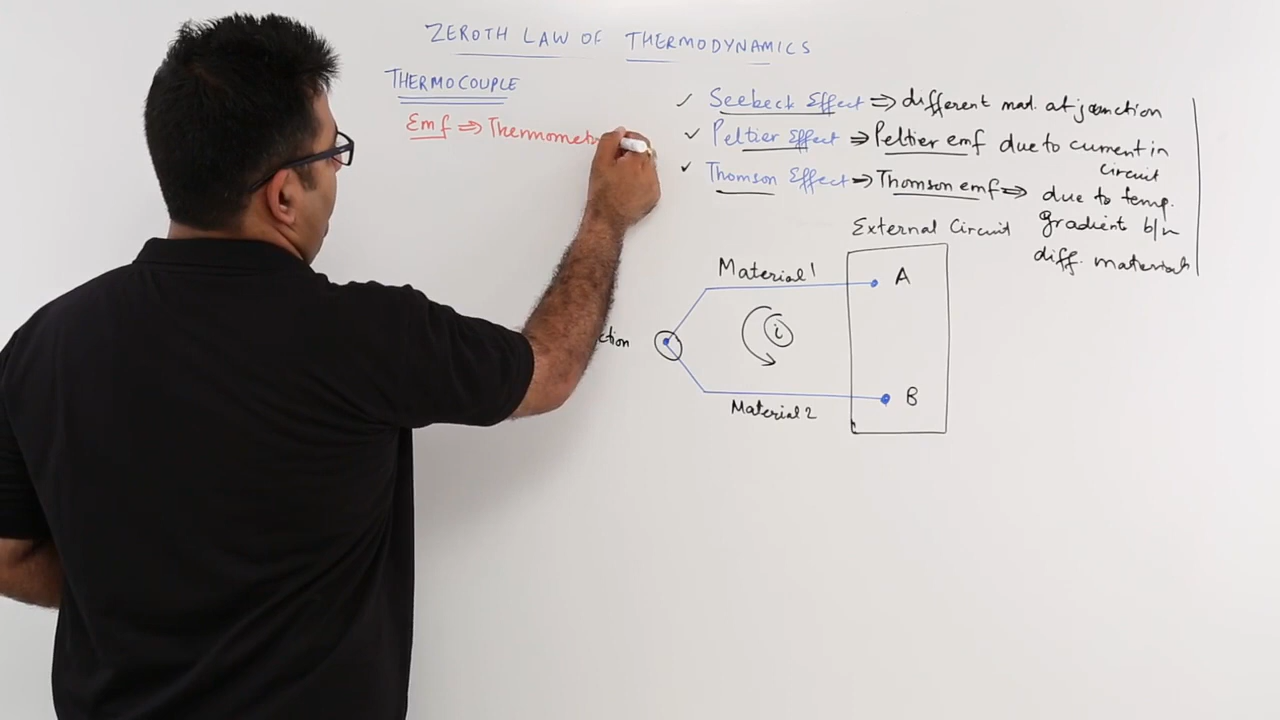 ZEROTH LAW OF THERMODYNAMICS
THERMOCOUPLE
Emf ⇒ Thermomet
✓ Seebeck Effect ⇒ different mat. at junction
✓ Peltier Effect ⇒ Peltier emf due to current in
circuit
✓ Thomson Effect ⇒ Thomson emf ⇒ due to temp.
gradient b/n
diff. materials
External Circuit
Material 1
A
i
ction
Material 2
B